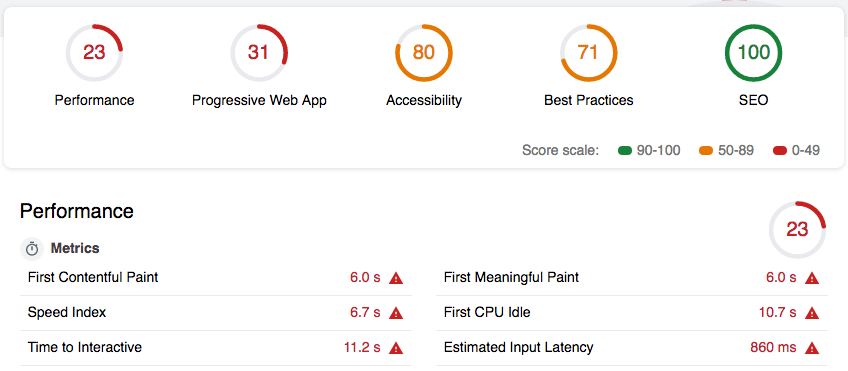 23 31 80 71 100
Performance Progressive Web App Accessibility Best Practices SEO
Score scale: 90-100 50-89 0-49
Performance
23
Metrics
First Contentful Paint 6.0 s First Meaningful Paint 6.0 s
Speed Index 6.7 s First CPU Idle 10.7 s
Time to Interactive 11.2 s Estimated Input Latency 860 ms